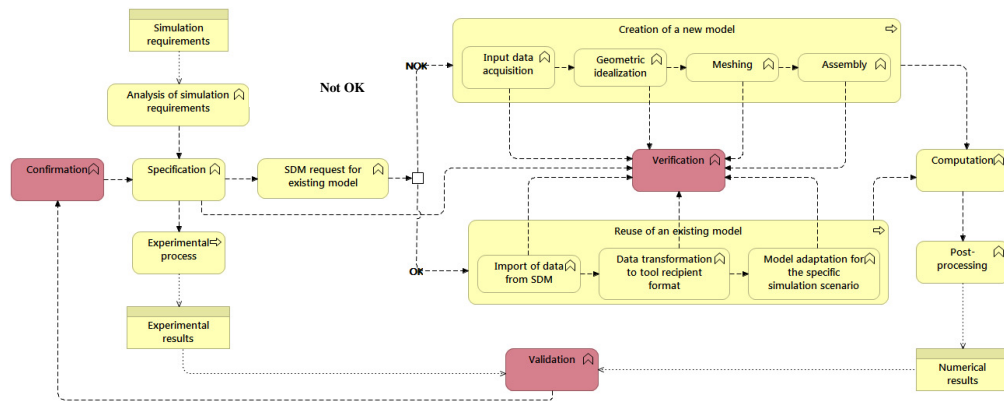 Simulation
requirements
Analysis of simulation
requirements
Not OK
NOK
Creation of a new model
Input data
acquisition
Geometric
idealization
Meshing
Assembly
Confirmation
Specification
SDM request for
existing model
Verification
Computation
Experimental
process
OK
Reuse of an existing model
Import of data
from SDM
Data transformation
to tool recipient
format
Model adaptation for
the specific
simulation scenario
Post-
processing
Experimental
results
Validation
Numerical
results